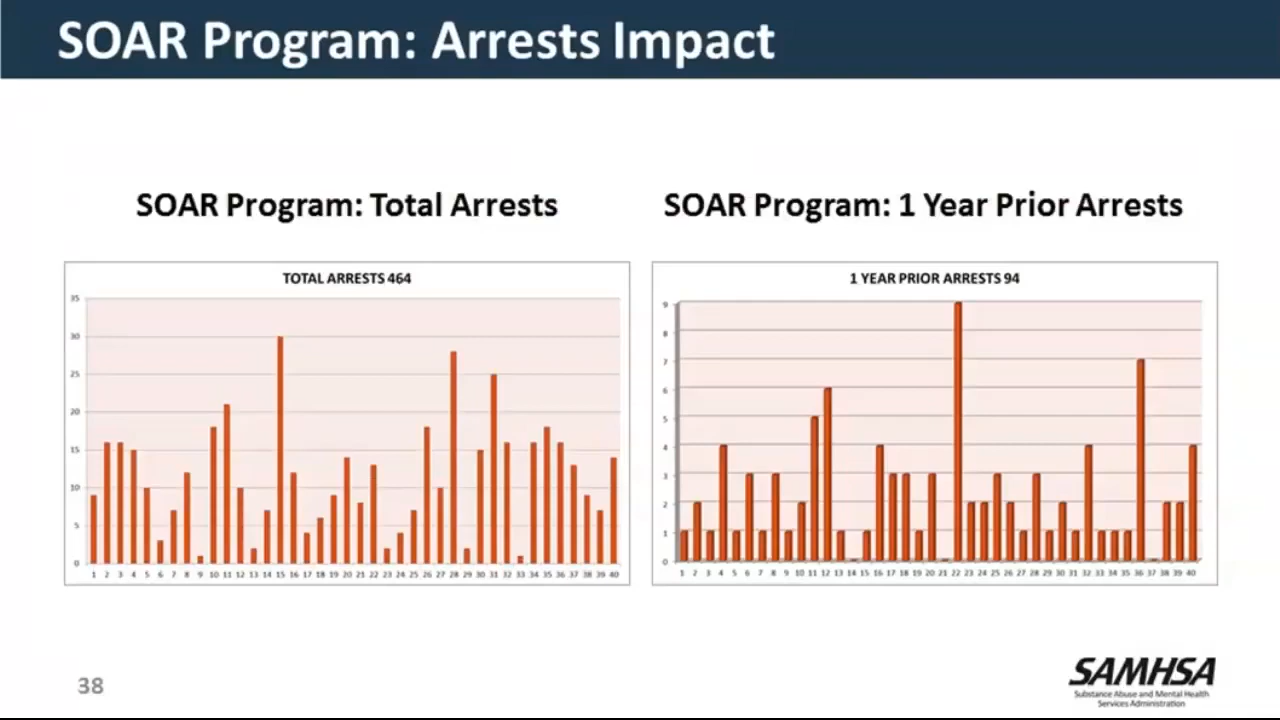 SOAR Program: Arrests Impact
SOAR Program: Total Arrests
TOTAL ARRESTS 464
35
30
25
20
15
10
5
0
1 2 3 4 5 6 7 8 9 10 11 12 13 14 15 16 17 18 19 20 21 22 23 24 25 26 27 28 29 30 31 32 33 34 35 36 37 38 39 40
SOAR Program: 1 Year Prior Arrests
1 YEAR PRIOR ARRESTS 94
9
8
7
6
5
4
3
2
1
0
1 2 3 4 5 6 7 8 9 10 11 12 13 14 15 16 17 18 19 20 21 22 23 24 25 26 27 28 29 30 31 32 33 34 35 36 37 38 39 40
38
SAMHSA
Substance Abuse and Mental Health
Services Administration